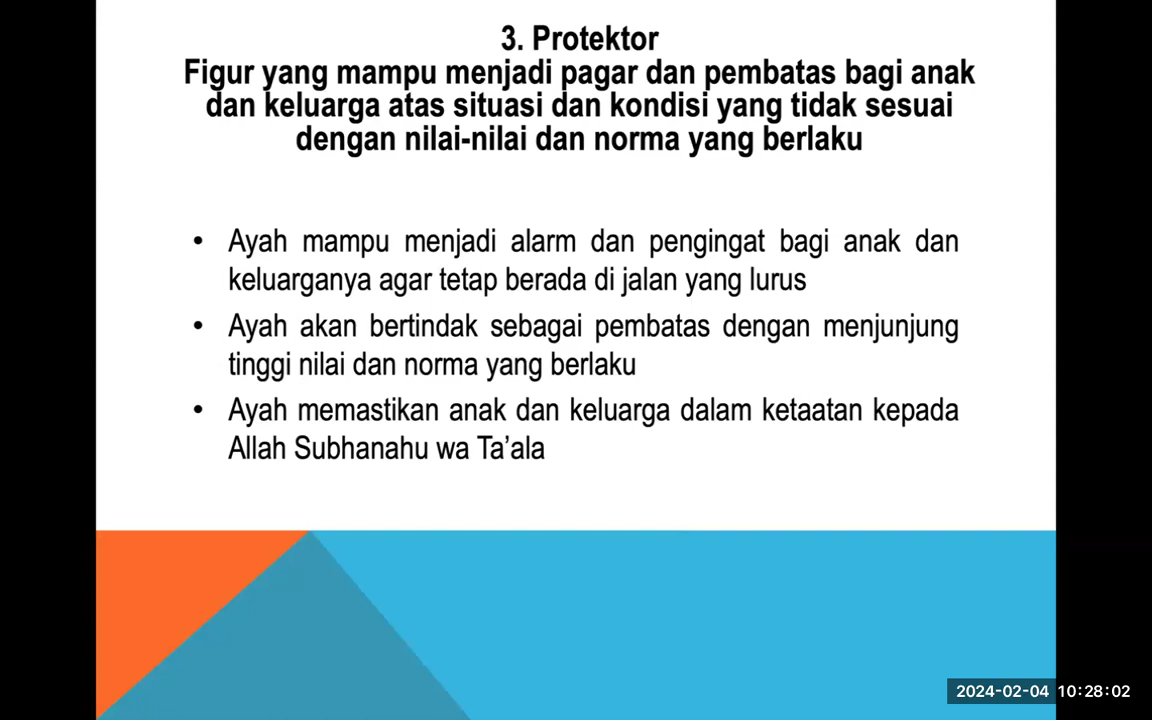 3. Protektor
Figur yang mampu menjadi pagar dan pembatas bagi anak
dan keluarga atas situasi dan kondisi yang tidak sesuai
dengan nilai-nilai dan norma yang berlaku
• Ayah mampu menjadi alarm dan pengingat bagi anak dan
keluarganya agar tetap berada di jalan yang lurus
• Ayah akan bertindak sebagai pembatas dengan menjunjung
tinggi nilai dan norma yang berlaku
• Ayah memastikan anak dan keluarga dalam ketaatan kepada
Allah Subhanahu wa Ta’ala
2024-02-04 10:28:02